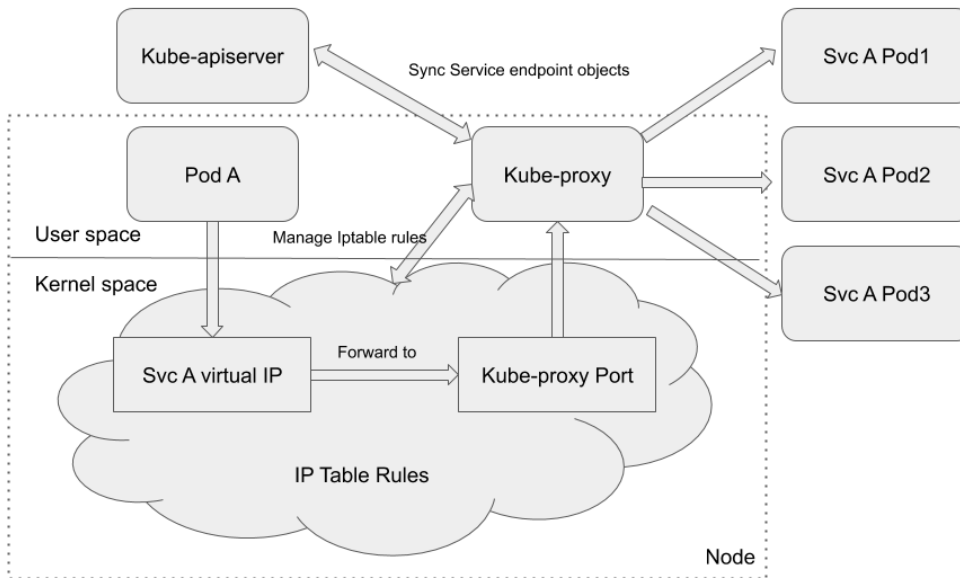 Kube-apiserver
Sync Service endpoint objects
Svc A Pod1
Pod A
Kube-proxy
Svc A Pod2
User space
Manage Iptable rules
Kernel space
Svc A Pod3
Svc A virtual IP
Forward to
Kube-proxy Port
IP Table Rules
Node